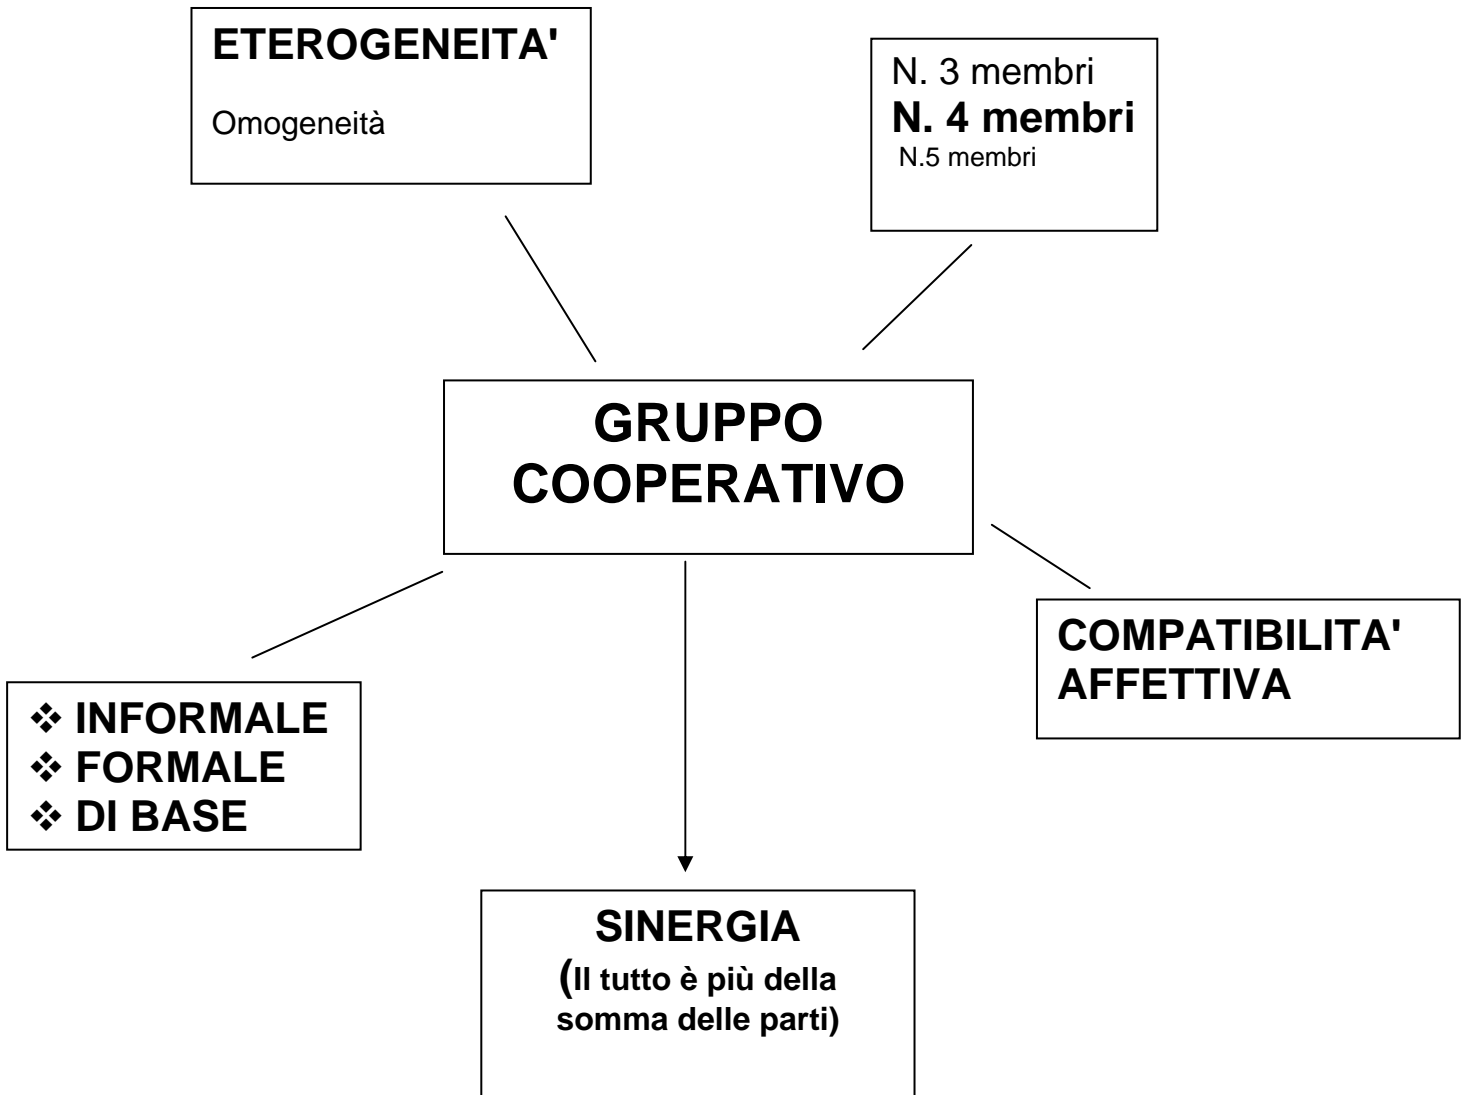 ETEROGENEITA'
Omogeneità
N. 3 membri
N. 4 membri
N.5 membri
GRUPPO
COOPERATIVO
COMPATIBILITA'
AFFETTIVA
❖ INFORMALE
❖ FORMALE
❖ DI BASE
SINERGIA
(Il tutto è più della
somma delle parti)